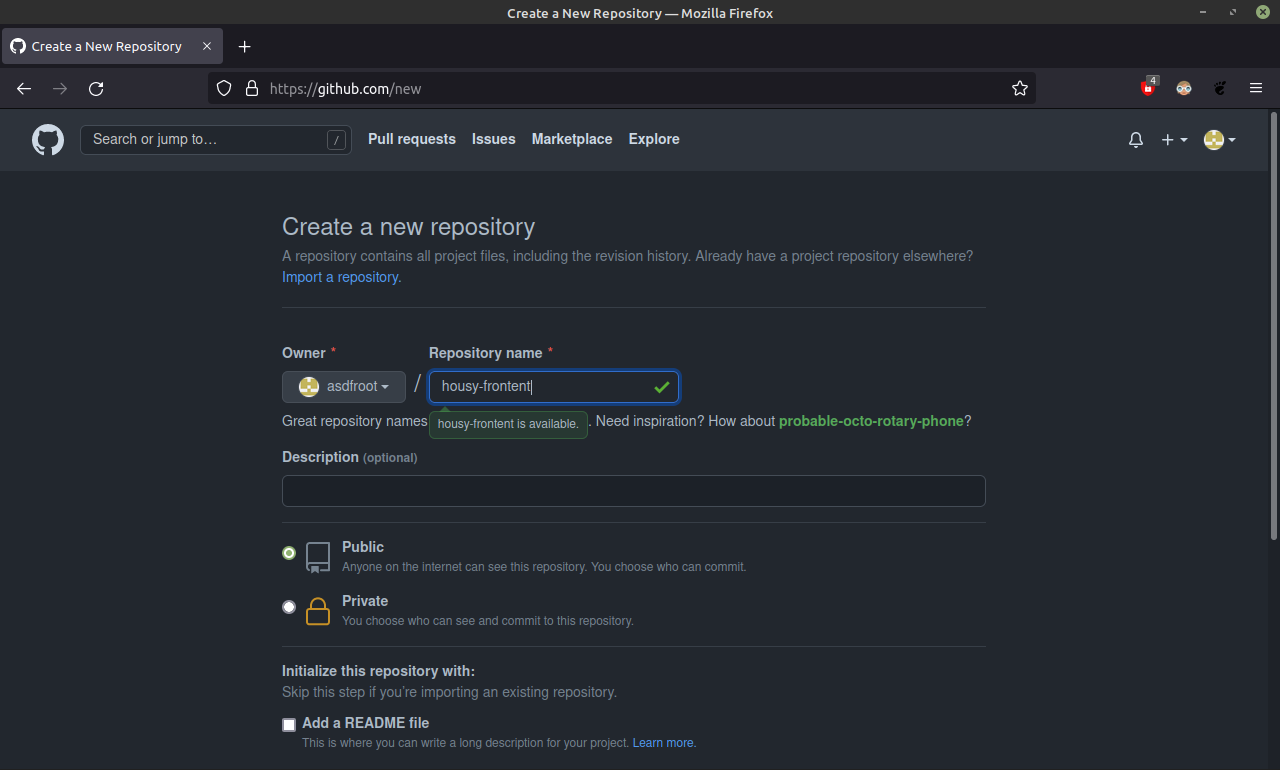 Create a New Repository — Mozilla Firefox
Create a New Repository
https://github.com/new
4
Search or jump to…
/
Pull requests
Issues
Marketplace
Explore
Create a new repository
A repository contains all project files, including the revision history. Already have a project repository elsewhere?
Import a repository.
Owner *
Repository name *
asdfroot
/
housy-frontent
Great repository names
housy-frontent is available.
. Need inspiration? How about probable-octo-rotary-phone?
Description (optional)
Public
Anyone on the internet can see this repository. You choose who can commit.
Private
You choose who can see and commit to this repository.
Initialize this repository with:
Skip this step if you're importing an existing repository.
Add a README file
This is where you can write a long description for your project. Learn more.